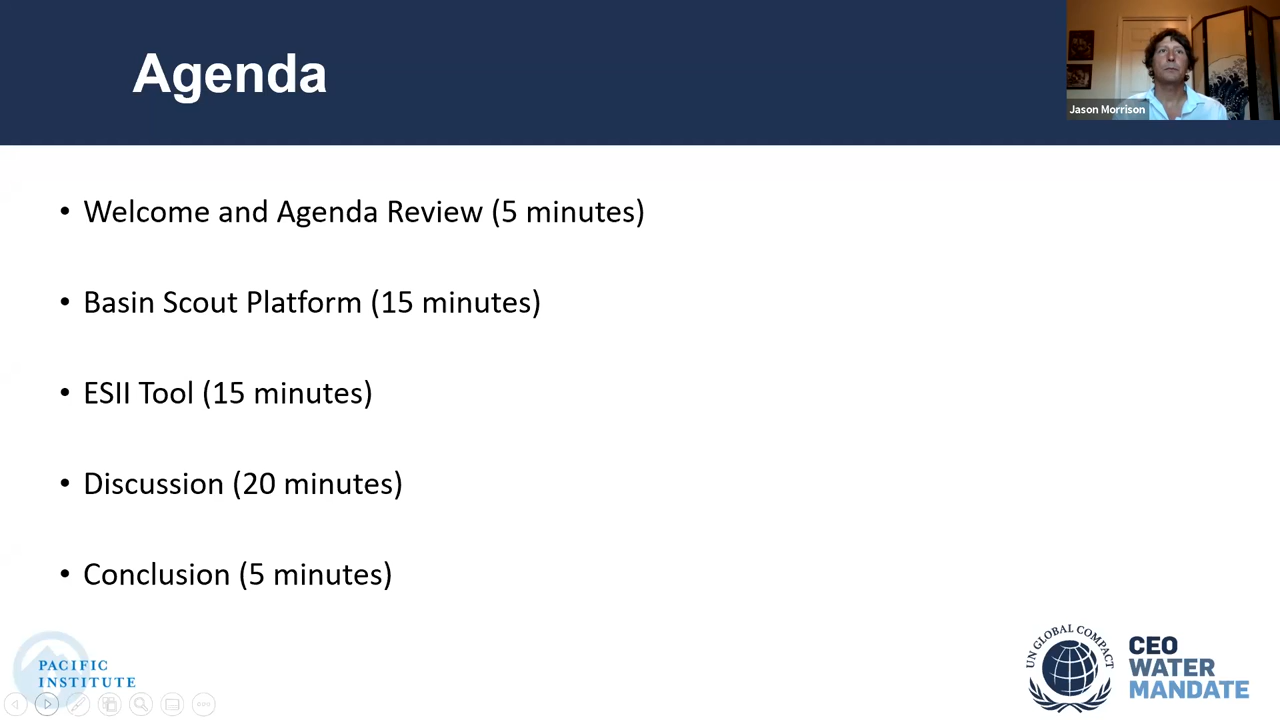 Agenda
Jason Morrison
• Welcome and Agenda Review (5 minutes)
• Basin Scout Platform (15 minutes)
• ESII Tool (15 minutes)
• Discussion (20 minutes)
• Conclusion (5 minutes)
PACIFIC
INSTITUTE
UN GLOBAL COMPACT
CEO
WATER
MANDATE